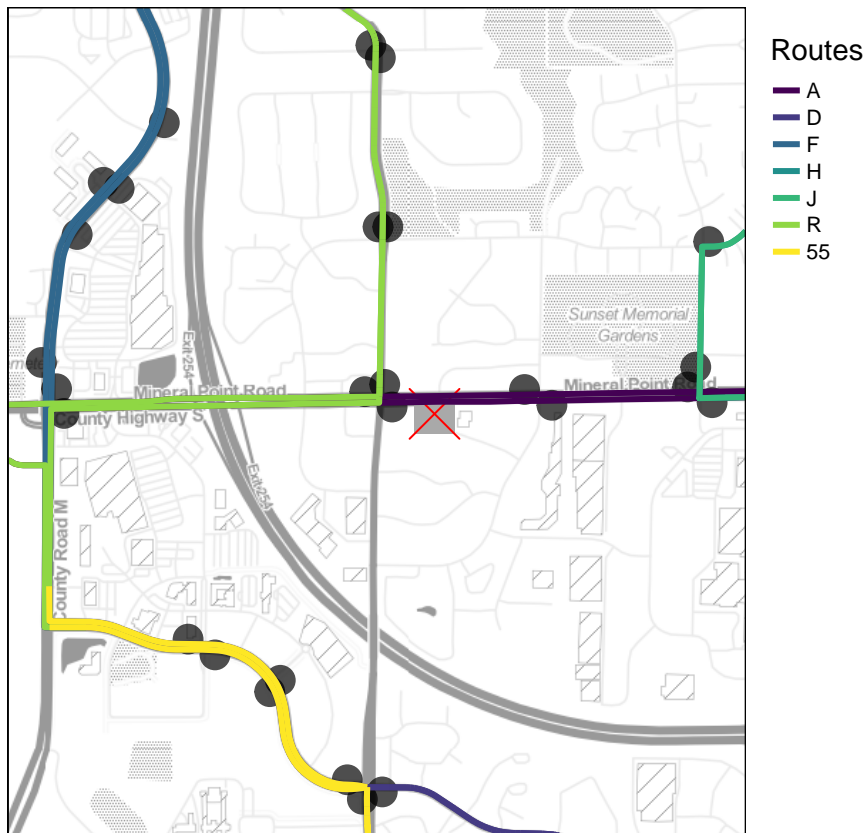 Routes
A
D
F
H
J
R
55
Sunset Memorial
Gardens
Exit 254
Mineral Point Road
Mineral Point Road
County Highway S
Exit 254
County Road M